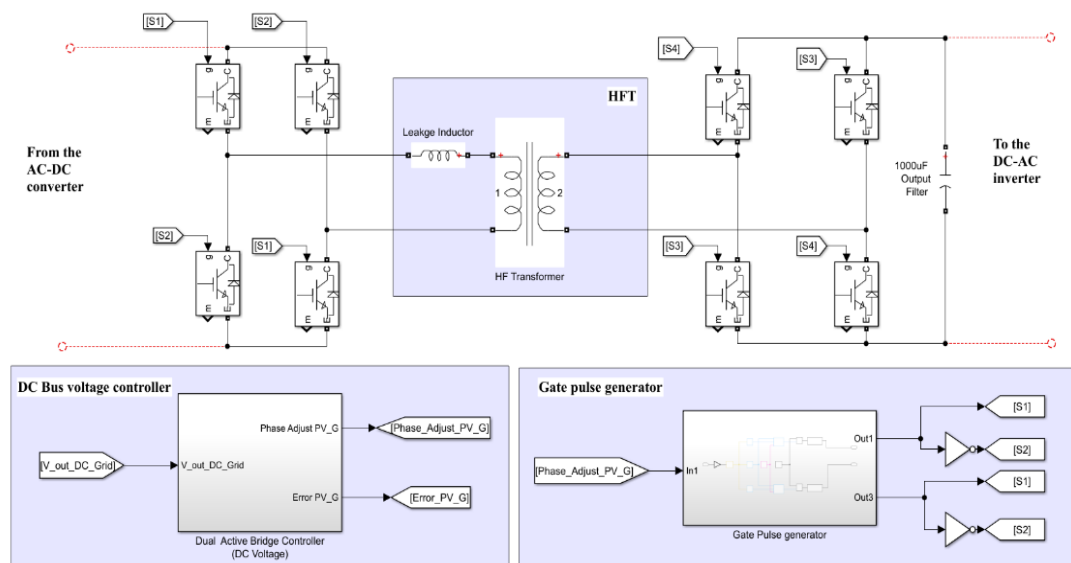 [S1]
[S2]
[S4]
[S3]
g
C
m
E
g
C
m
E
g
C
m
E
g
C
m
E
HFT
Leakge Inductor
From the
AC-DC
converter
1
2
1000uF
Output
Filter
To the
DC-AC
inverter
[S2]
[S1]
[S3]
[S4]
g
C
m
E
g
C
m
E
g
C
m
E
g
C
m
E
HF Transformer
DC Bus voltage controller
[V_out_DC_Grid]
V_out_DC_Grid
Phase Adjust PV_G
[Phase_Adjust_PV_G]
Error PV_G
[Error_PV_G]
Dual Active Bridge Controller
(DC Voltage)
Gate pulse generator
[Phase_Adjust_PV_G]
In1
Out1
Out3
[S1]
[S2]
[S1]
[S2]
Gate Pulse generator